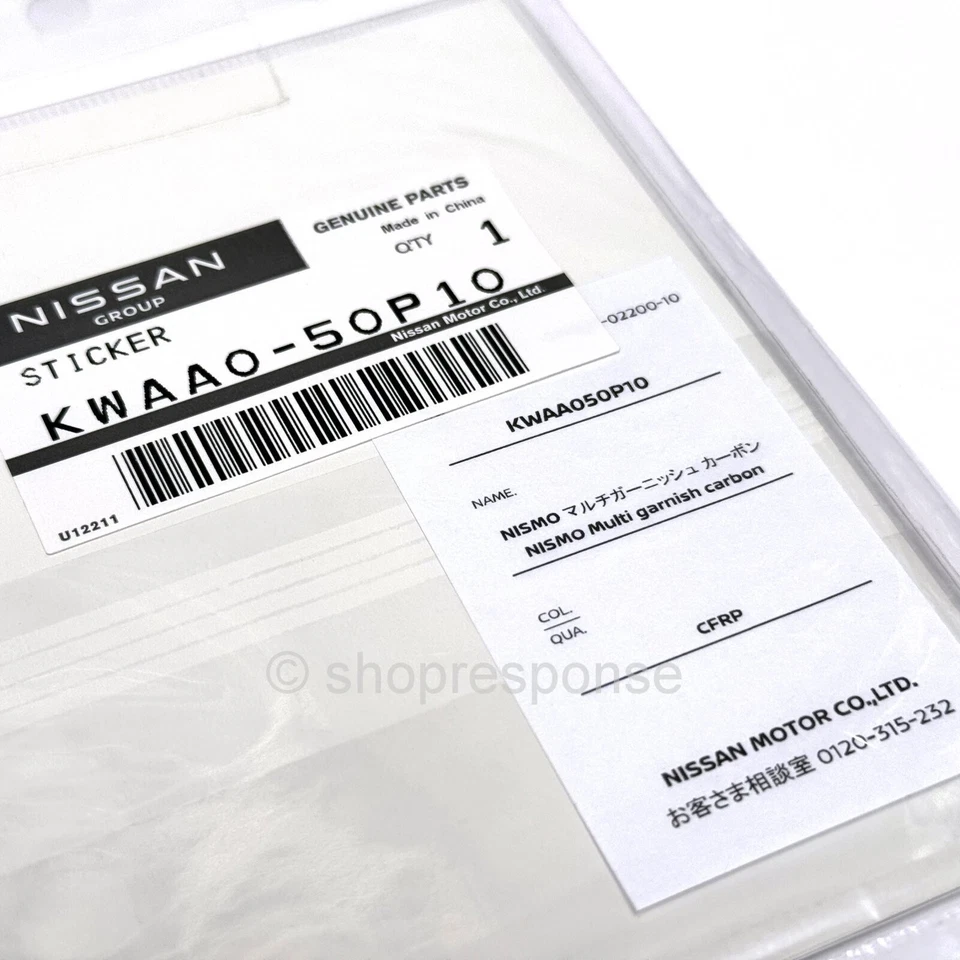 GENUINE PARTS
Made in China
Q'TY 1
NISSAN
GROUP
STICKER
KWAA0-50P10
Nissan Motor Co., Ltd.
U12211
-02200-10
KWAA050P10
NAME.
NISMO マルチガーニッシュ カーボン
NISMO Multi garnish carbon
COL.
QUA.
CFRP
© shopresponse
NISSAN MOTOR CO.,LTD.
お客さま相談室 0120-315-232